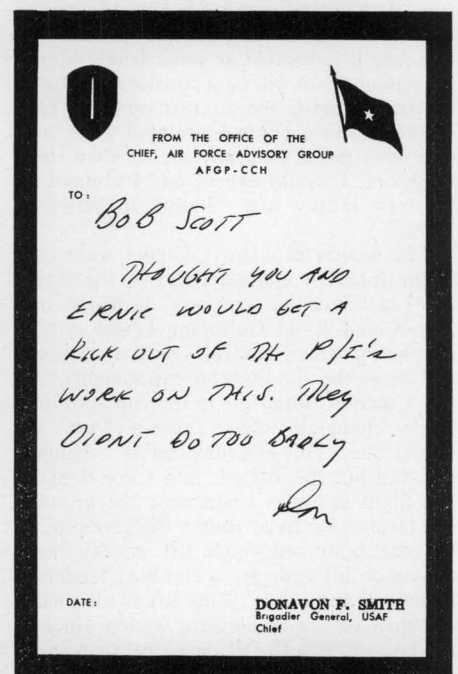 FROM THE OFFICE OF THE
CHIEF, AIR FORCE ADVISORY GROUP
AFGP-CCH
TO:
BOB SCOTT
THOUGHT YOU AND
ERNIE WOULD GET A
KICK OUT OF THE P/I's
WORK ON THIS. THEY
DIDNT DO TOO BADLY
Don
DATE:
DONAVON F. SMITH
Brigadier General, USAF
Chief